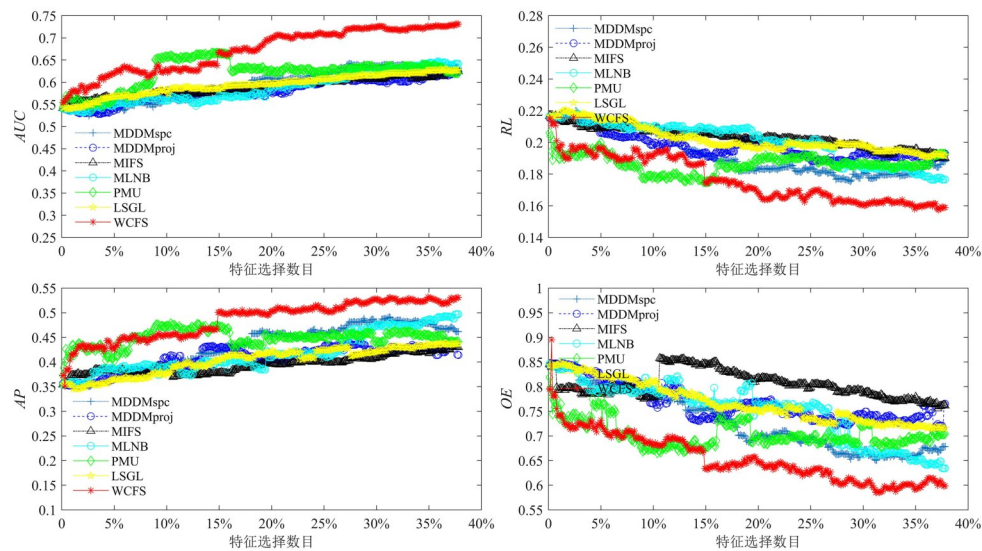 0.75
0.7
0.65
0.6
0.55
0.5
0.45
0.4
0.35
0.3
0.25
AUC
MDDMspc
MDDMproj
MIFS
MLNB
PMU
LSGL
WCFS
0 5% 10% 15% 20% 25% 30% 35% 40%
特征选择数目
0.28
0.26
0.24
0.22
0.2
0.18
0.16
0.14
RL
MDDMspc
MDDMproj
MIFS
MLNB
PMU
LSGL
WCFS
0 5% 10% 15% 20% 25% 30% 35% 40%
特征选择数目
0.55
0.5
0.45
0.4
0.35
0.3
0.25
0.2
0.15
0.1
AP
MDDMspc
MDDMproj
MIFS
MLNB
PMU
LSGL
WCFS
0 5% 10% 15% 20% 25% 30% 35% 40%
特征选择数目
1
0.95
0.9
0.85
0.8
0.75
0.7
0.65
0.6
0.55
OE
MDDMspc
MDDMproj
MIFS
MLNB
PMU
LSGL
WCFS
0 5% 10% 15% 20% 25% 30% 35% 40%
特征选择数目